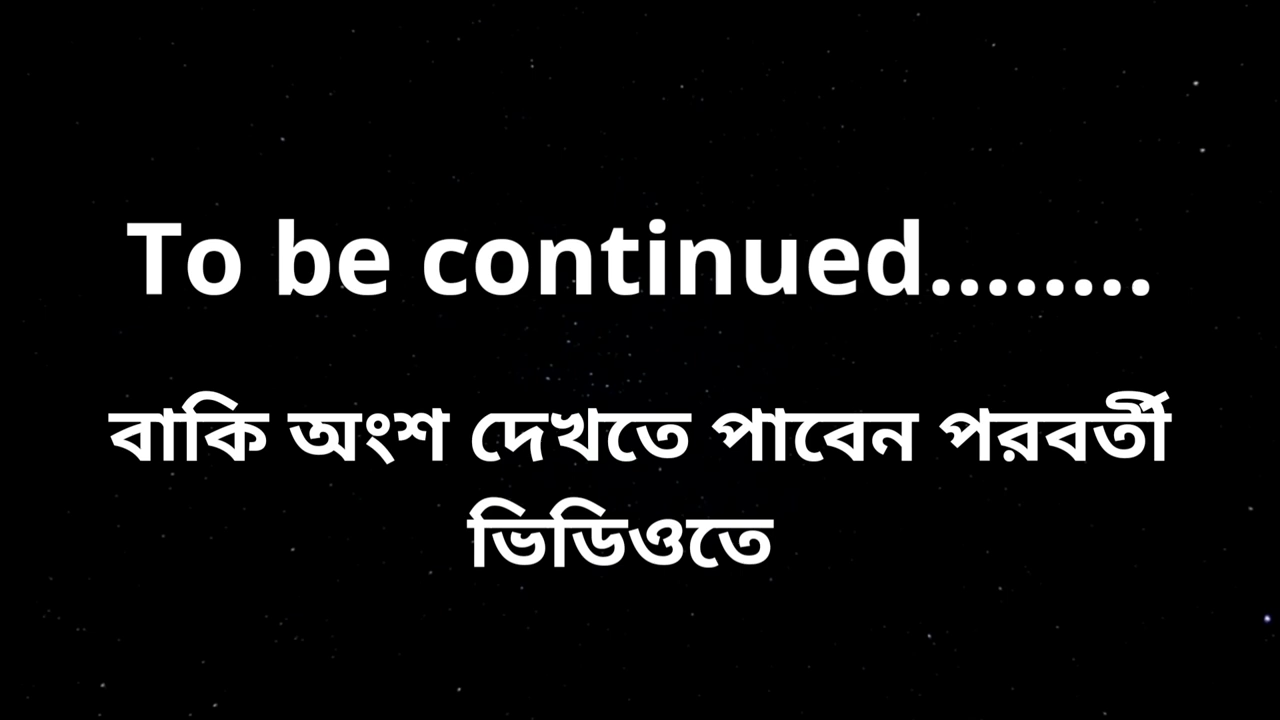 To be continued........
বাকি অংশ দেখতে পাবেন পরবর্তী
ভিডিওতে